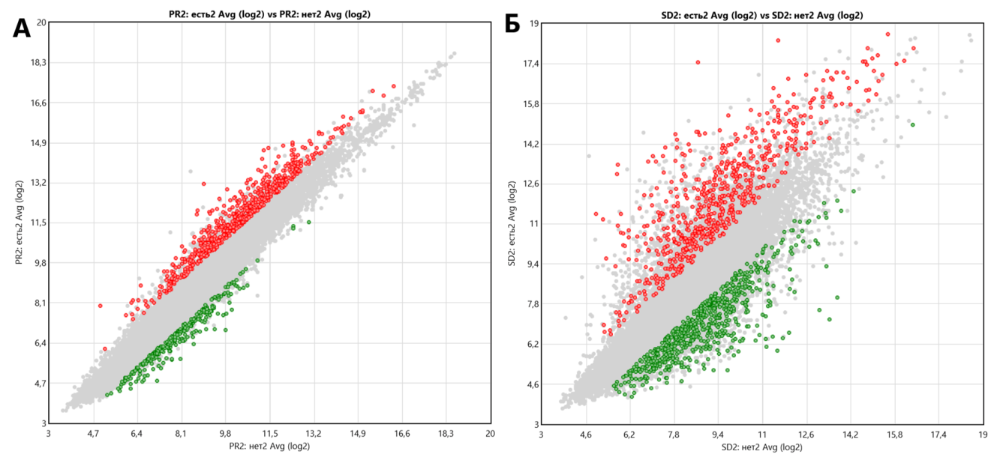 А
PR2: есть2 Avg (log2) vs PR2: нет2 Avg (log2)
20
18,3
16,6
14,9
13,2
11,5
9,8
8,1
6,4
4,7
3
PR2: есть2 Avg (log2)
3 4,7 6,4 8,1 9,8 11,5 13,2 14,9 16,6 18,3 20
PR2: нет2 Avg (log2)
Б
SD2: есть2 Avg (log2) vs SD2: нет2 Avg (log2)
19
17,4
15,8
14,2
12,6
11
9,4
7,8
6,2
4,6
3
SD2: есть2 Avg (log2)
3 4,6 6,2 7,8 9,4 11 12,6 14,2 15,8 17,4 19
SD2: нет2 Avg (log2)